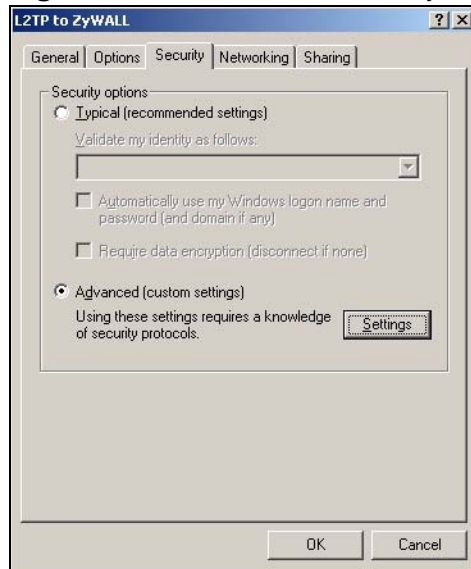 L2TP to ZyWALL
General Options Security Networking Sharing
Security options
Typical (recommended settings)
Validate my identity as follows:
Automatically use my Windows logon name and
password (and domain if any)
Require data encryption (disconnect if none)
Advanced (custom settings)
Using these settings requires a knowledge
of security protocols.
Settings
OK Cancel